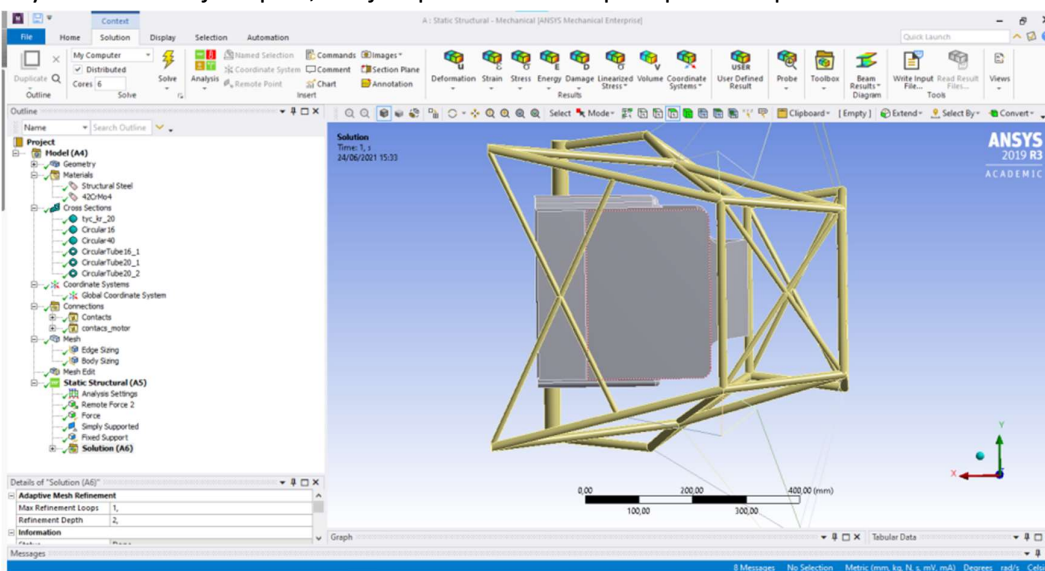 Context
A : Static Structural - Mechanical [ANSYS Mechanical Enterprise]
File Home Solution Display Selection Automation
Quick Launch
My Computer
Distributed
Cores 6
Duplicate
Solve
Analysis
Named Selection
Coordinate System
Remote Point
Commands
Comment
Chart
Images
Section Plane
Annotation
Deformation Strain Stress Energy Damage Linearized Stress Volume Coordinate Systems
USER
User Defined Result
Probe
Toolbox
Beam Results
Write Input File...
Read Result Files...
Views
Outline Solve Insert Results Diagram Tools
Outline
Name Search Outline
Select Mode Clipboard [Empty] Extend Select By Convert
Project
Model (A4)
Geometry
Materials
Structural Steel
42CrMo4
Cross Sections
tyc_kr_20
Circular16
Circular40
CircularTube16_1
CircularTube20_1
CircularTube20_2
Coordinate Systems
Global Coordinate System
Connections
Contacts
contacs_motor
Mesh
Edge Sizing
Body Sizing
Mesh Edit
Static Structural (A5)
Analysis Settings
Remote Force 2
Force
Simply Supported
Fixed Support
Solution (A6)
Solution
Time: 1, s
24/06/2021 15:33
ANSYS
2019 R3
ACADEMIC
Y
X
0,00 200,00 400,00 (mm)
100,00 300,00
Details of "Solution (A6)"
Adaptive Mesh Refinement
Max Refinement Loops 1,
Refinement Depth 2,
Information
Graph
Tabular Data
Messages
8 Messages No Selection Metric (mm, kg, N, s, mV, mA) Degrees rad/s Celsi